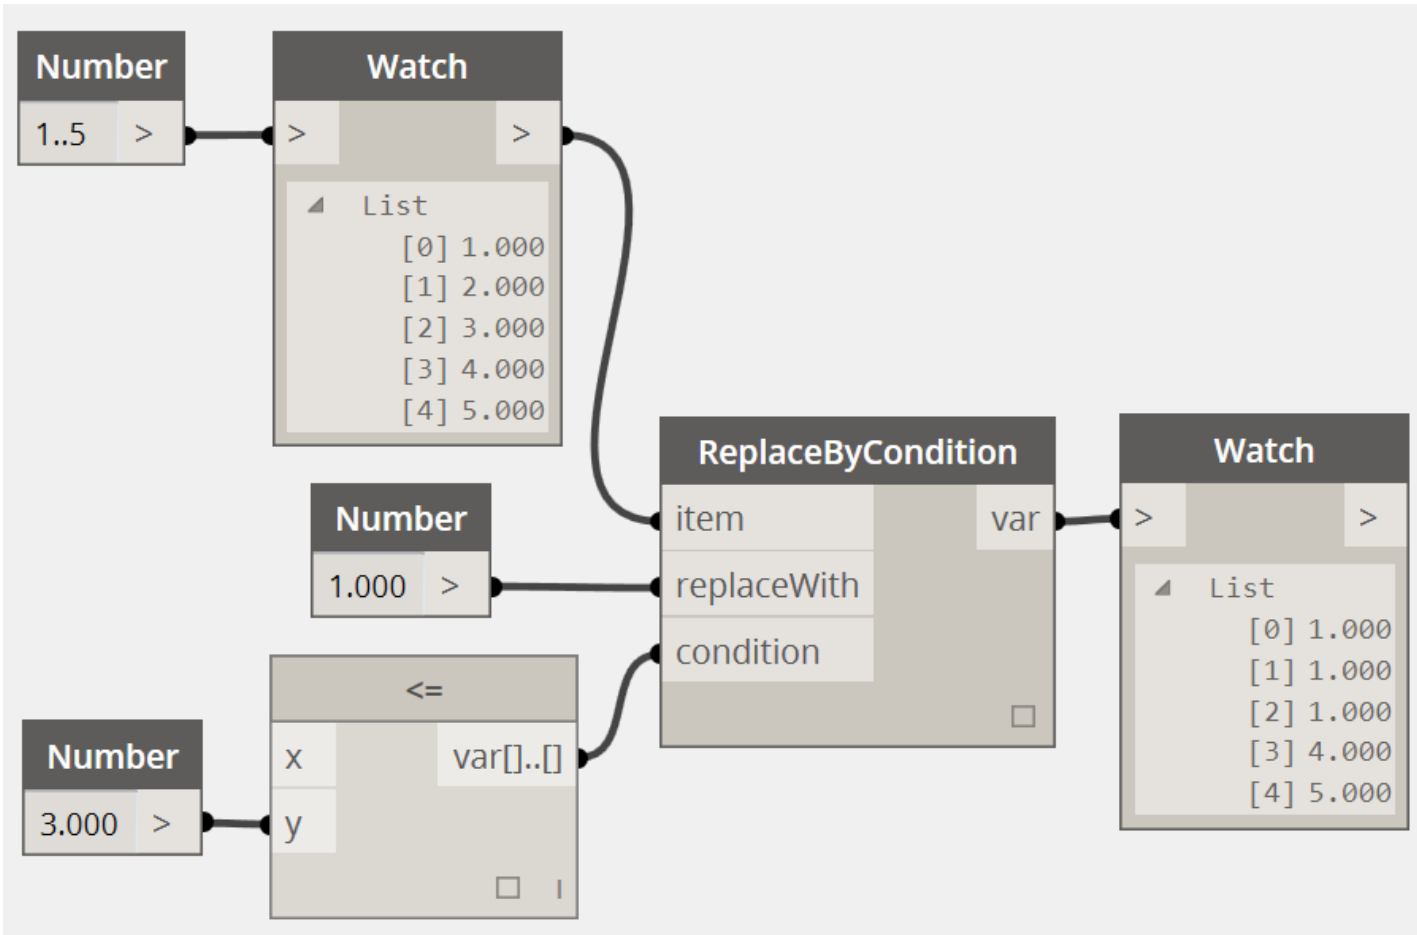 Number
1..5 >
Watch
> >
List
[0] 1.000
[1] 2.000
[2] 3.000
[3] 4.000
[4] 5.000
Number
1.000 >
<=
x var[]..[]
y
Number
3.000 >
ReplaceByCondition
item var
replaceWith
condition
Watch
> >
List
[0] 1.000
[1] 1.000
[2] 1.000
[3] 4.000
[4] 5.000